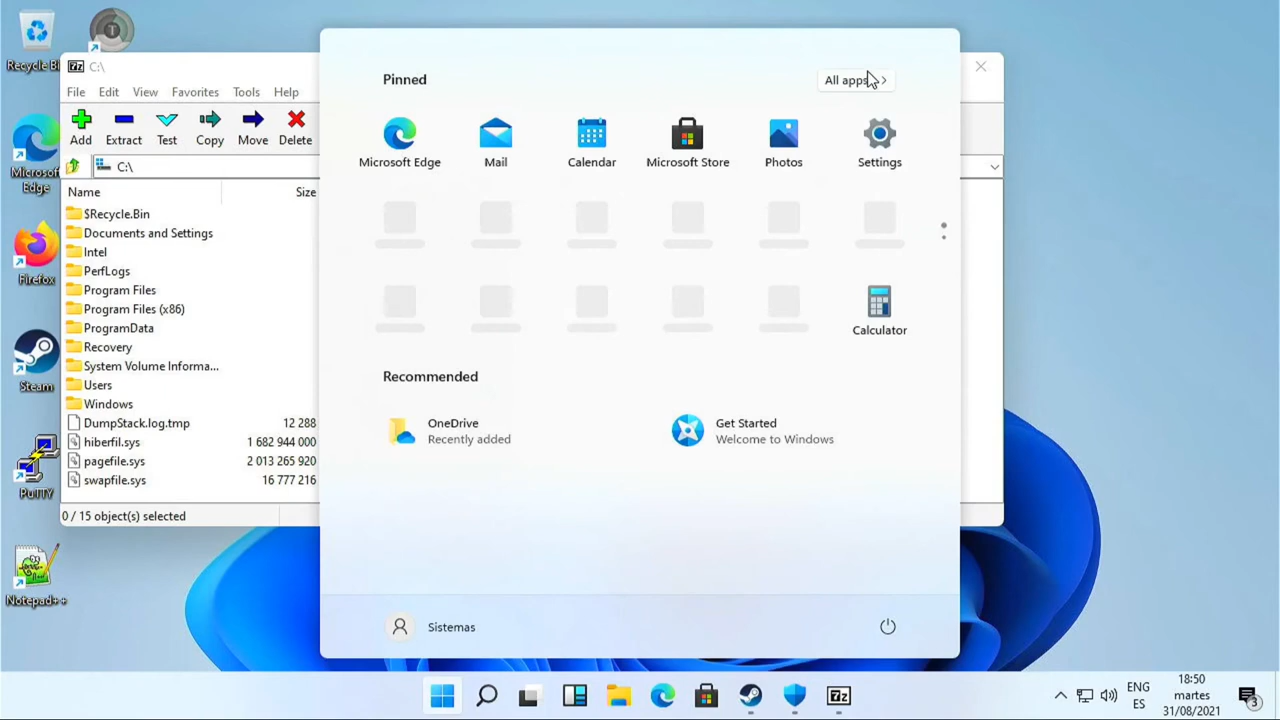 Recycle Bi
T
Microsoft
Edge
Firefox
Steam
PuTTY
Notepad++
7z C:\
File Edit View Favorites Tools Help
Add Extract Test Copy Move Delete
C:\
Name Size
$Recycle.Bin
Documents and Settings
Intel
PerfLogs
Program Files
Program Files (x86)
ProgramData
Recovery
System Volume Informa...
Users
Windows
DumpStack.log.tmp 12 288
hiberfil.sys 1 682 944 000
pagefile.sys 2 013 265 920
swapfile.sys 16 777 216
0 / 15 object(s) selected
Pinned
All apps
Microsoft Edge Mail Calendar Microsoft Store Photos Settings
Calculator
Recommended
OneDrive
Recently added
Get Started
Welcome to Windows
Sistemas
7z
ENG
ES
18:50
martes
31/08/2021
3